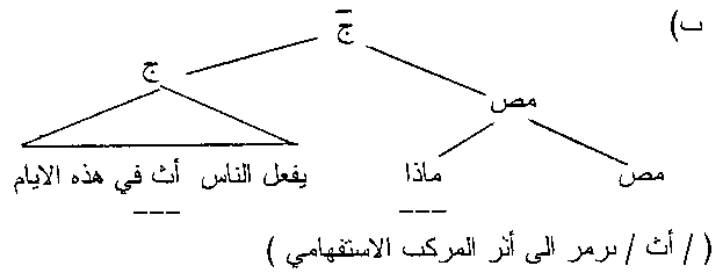 ب)
جَ
ج
مص
مص
ماذا
يفعل الناس أث في هذه الايام
( / أث / يرمز الى أثر المركب الاستفهامي )